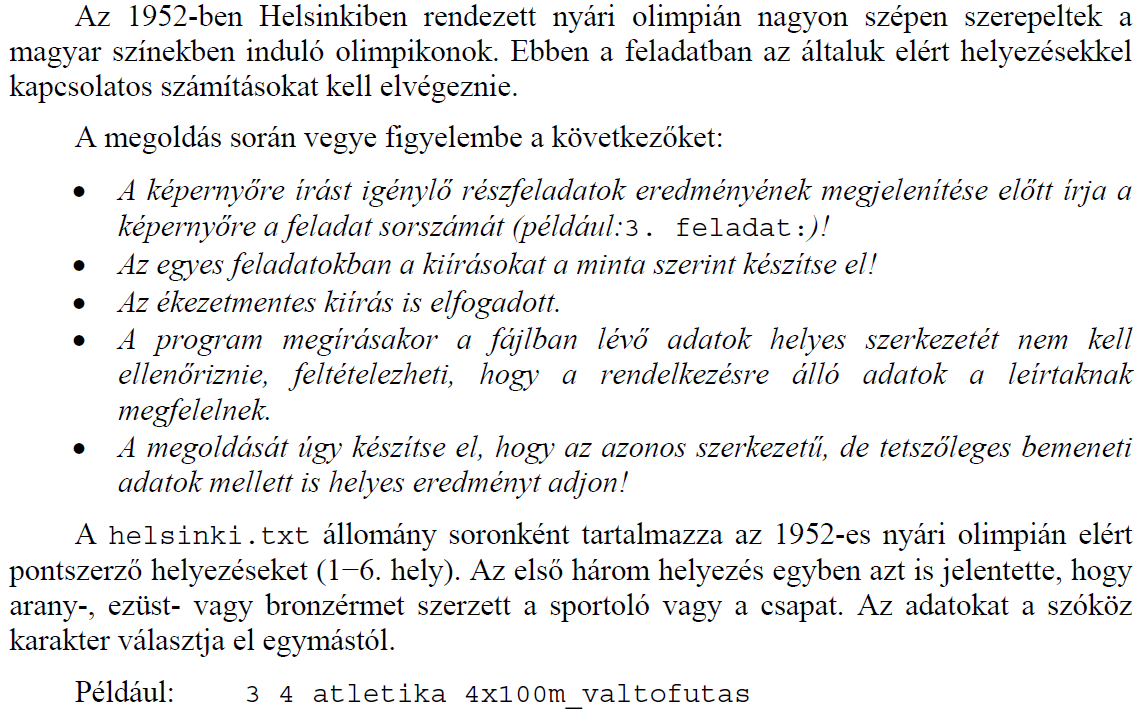 Az 1952-ben Helsinkiben rendezett nyári olimpián nagyon szépen szerepeltek a
magyar színekben induló olimpikonok. Ebben a feladatban az általuk elért helyezésekkel
kapcsolatos számításokat kell elvégeznie.
A megoldás során vegye figyelembe a következőket:
• A képernyőre írást igénylő részfeladatok eredményének megjelenítése előtt írja a
képernyőre a feladat sorszámát (például:3. feladat:)!
• Az egyes feladatokban a kiírásokat a minta szerint készítse el!
• Az ékezetmentes kiírás is elfogadott.
• A program megírásakor a fájlban lévő adatok helyes szerkezetét nem kell
ellenőriznie, feltételezheti, hogy a rendelkezésre álló adatok a leírtaknak
megfelelnek.
• A megoldását úgy készítse el, hogy az azonos szerkezetű, de tetszőleges bemeneti
adatok mellett is helyes eredményt adjon!
A helsinki.txt állomány soronként tartalmazza az 1952-es nyári olimpián elért
pontszerző helyezéseket (1−6. hely). Az első három helyezés egyben azt is jelentette, hogy
arany-, ezüst- vagy bronzérmet szerzett a sportoló vagy a csapat. Az adatokat a szóköz
karakter választja el egymástól.
Például: 3 4 atletika 4x100m_valtofutas